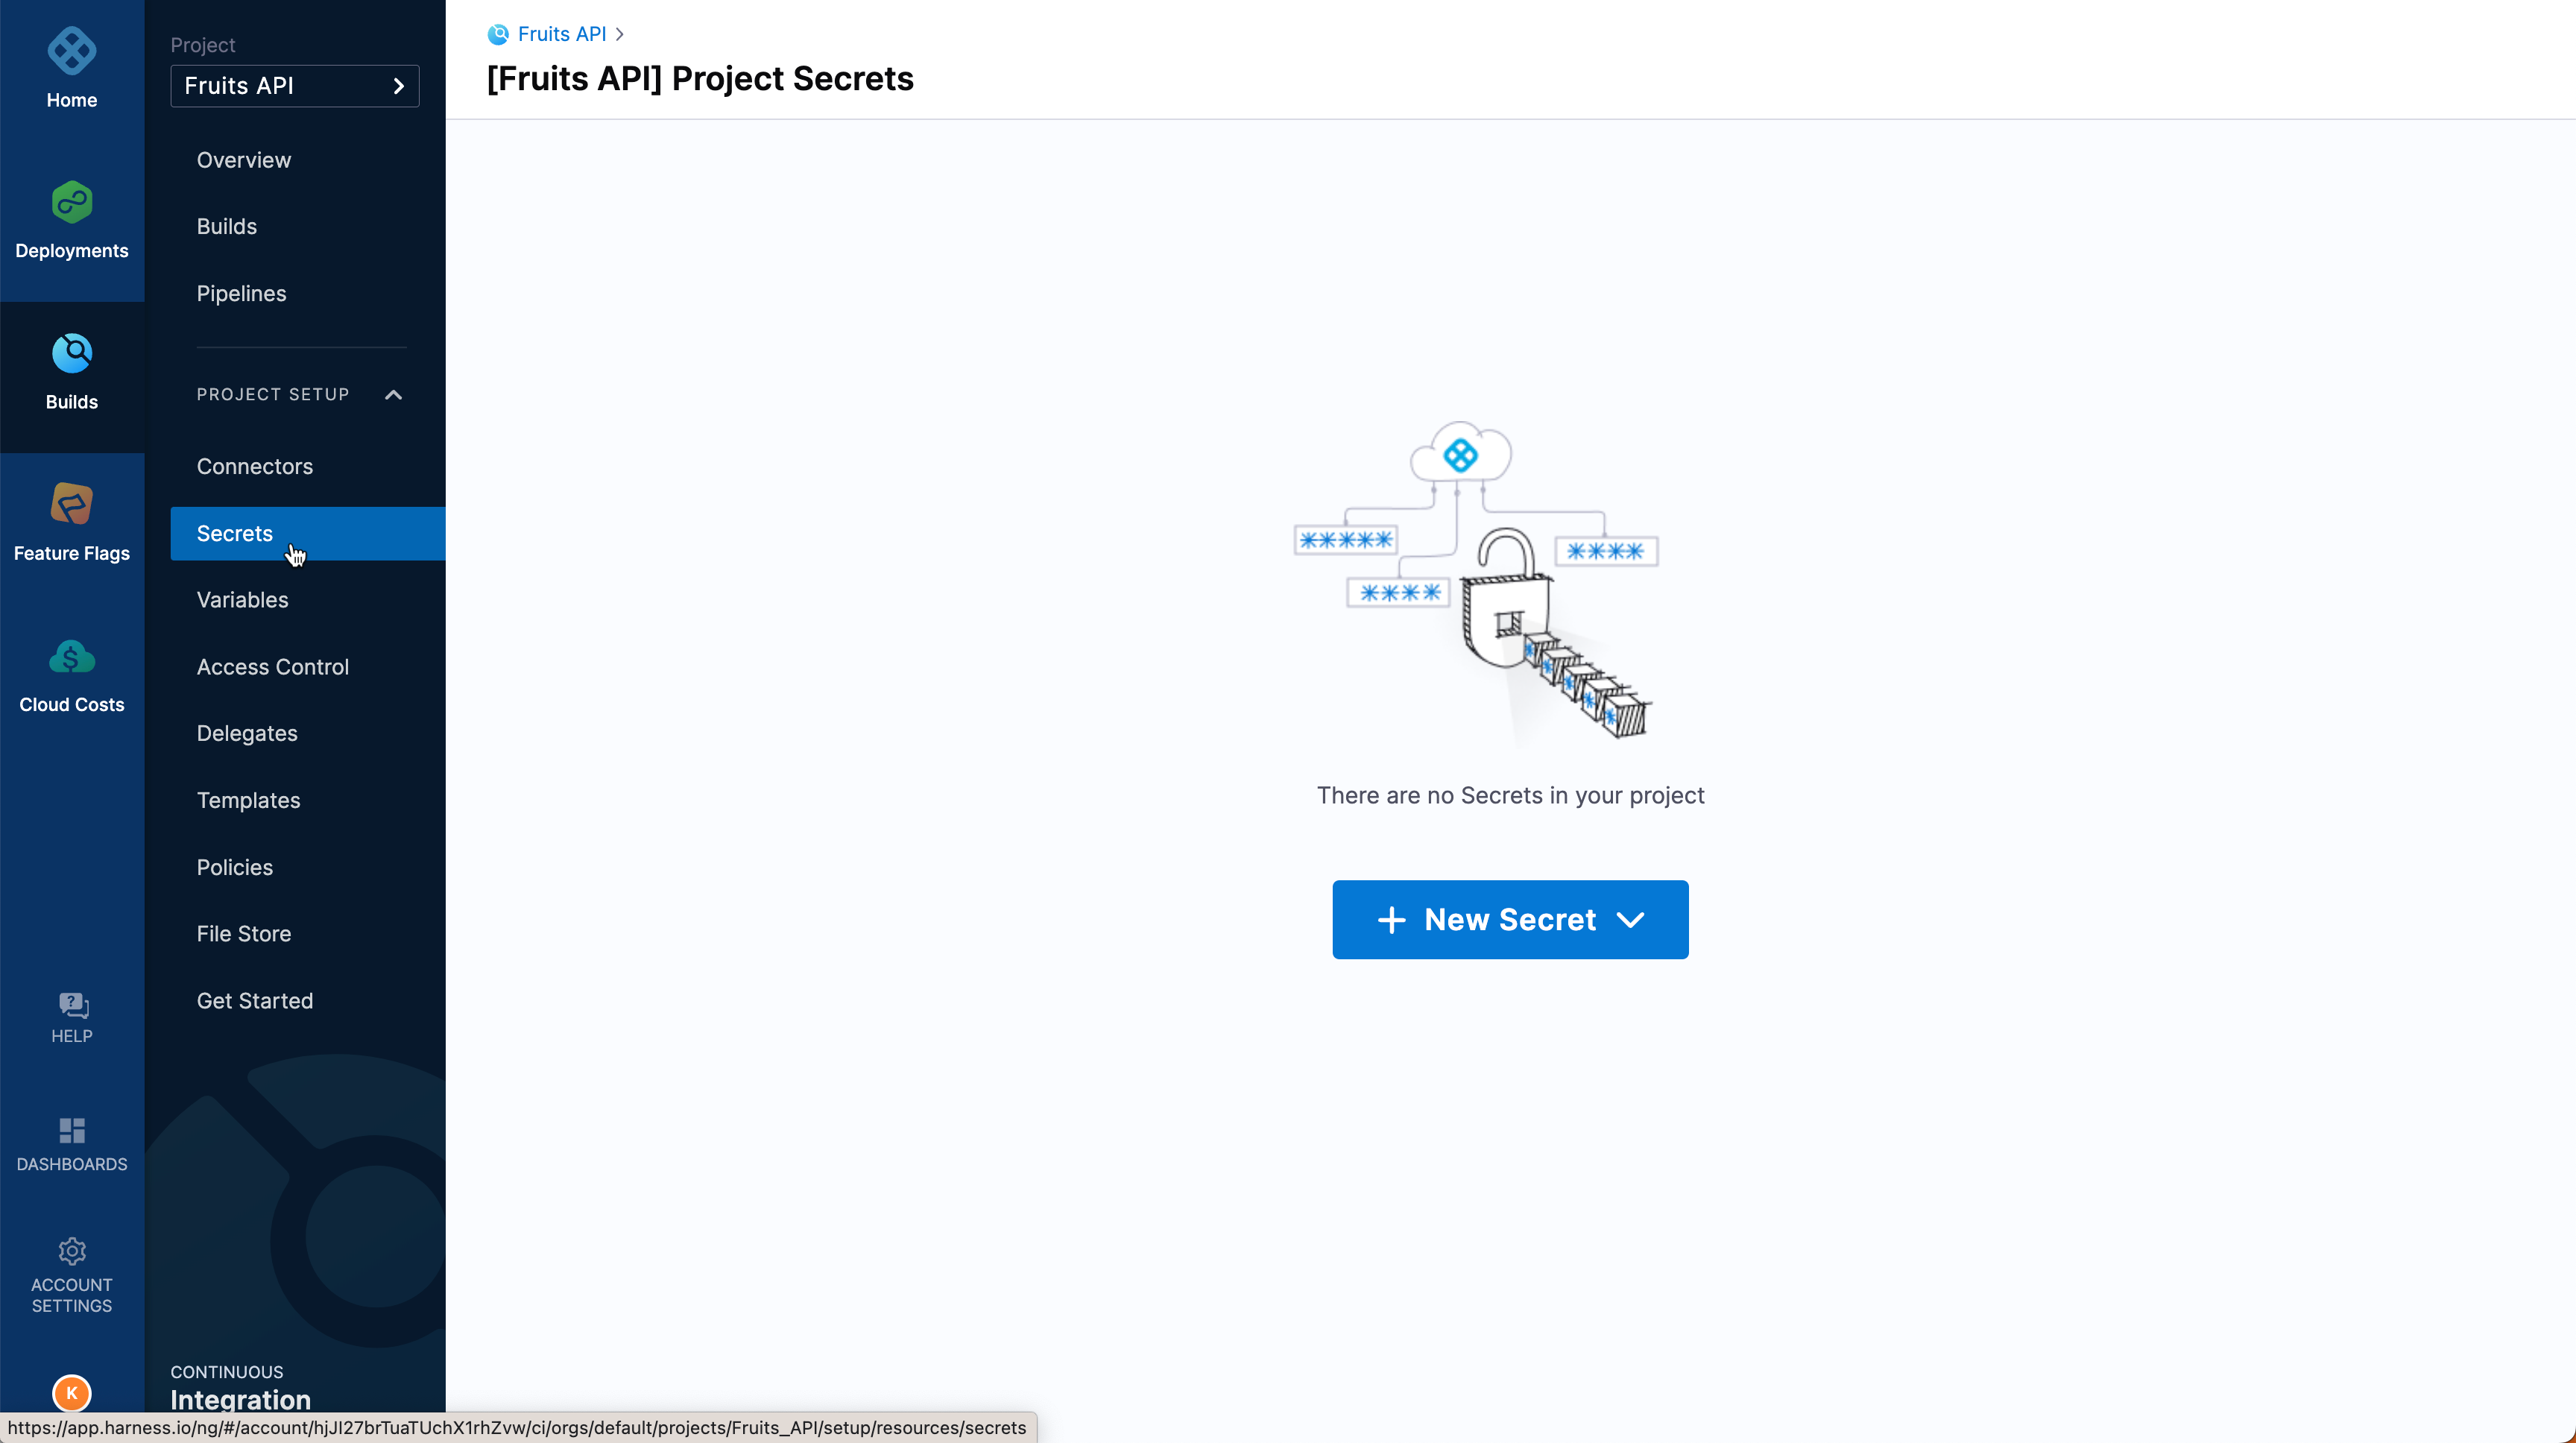 Home
Deployments
Builds
Feature Flags
Cloud Costs
HELP
DASHBOARDS
ACCOUNT
SETTINGS
K
Project
Fruits API
Overview
Builds
Pipelines
PROJECT SETUP
Connectors
Secrets
Variables
Access Control
Delegates
Templates
Policies
File Store
Get Started
CONTINUOUS
Integration
Fruits API
[Fruits API] Project Secrets
There are no Secrets in your project
New Secret
https://app.harness.io/ng/#/account/hjJI27brTuaTUchX1rhZvw/ci/orgs/default/projects/Fruits_API/setup/resources/secrets